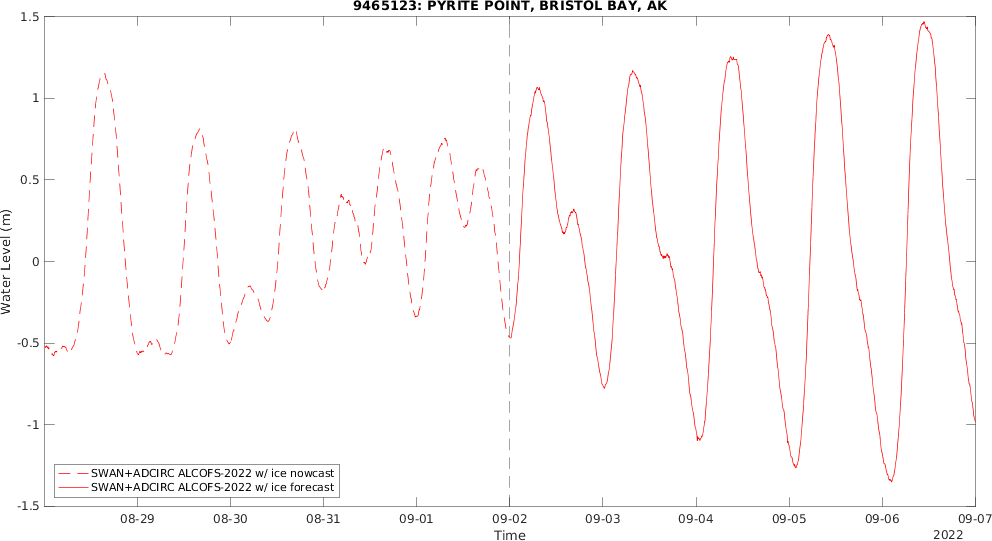 9465123: PYRITE POINT, BRISTOL BAY, AK
1.5
1
0.5
0
-0.5
-1
-1.5
Water Level (m)
SWAN+ADCIRC ALCOFS-2022 w/ ice nowcast
SWAN+ADCIRC ALCOFS-2022 w/ ice forecast
08-29 08-30 08-31 09-01 09-02 09-03 09-04 09-05 09-06 09-07
Time
2022